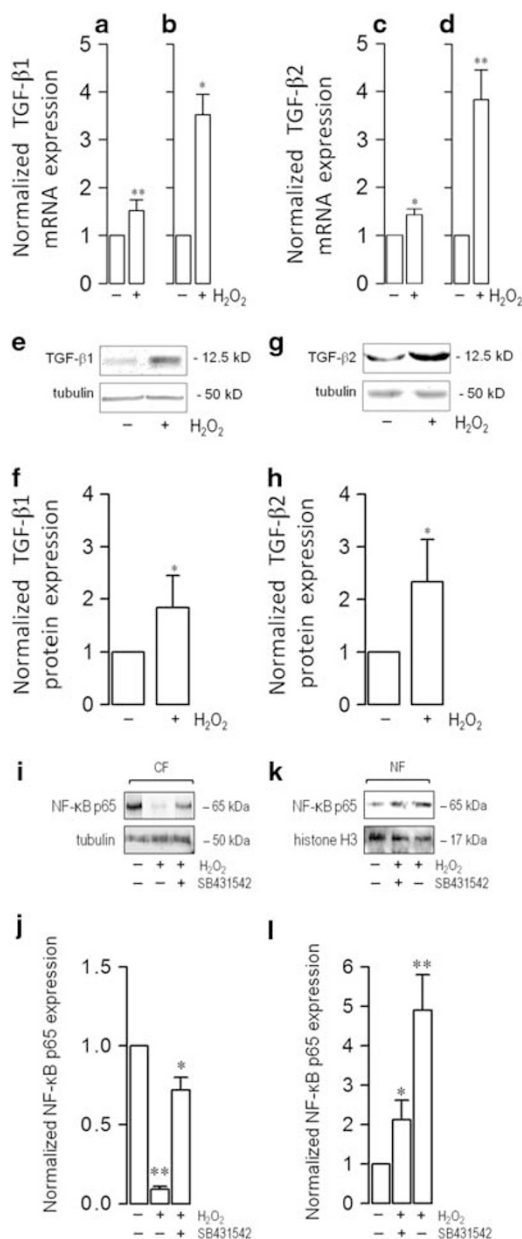 a b c d
Normalized TGF-β1
mRNA expression
5
4
3
2
1
0
** *
− + − + H₂O₂
Normalized TGF-β2
mRNA expression
5
4
3
2
1
0
* **
− + − +
e
TGF-β1 - 12.5 kD
tubulin - 50 kD
− + H₂O₂
g
TGF-β2 - 12.5 kD
tubulin - 50 kD
− + H₂O₂
f
Normalized TGF-β1
protein expression
4
3
2
1
0
*
− + H₂O₂
h
Normalized TGF-β2
protein expression
4
3
2
1
0
*
− + H₂O₂
i
CF
NF-κB p65 – 65 kDa
tubulin – 50 kDa
− + + H₂O₂
− − + SB431542
k
NF
NF-κB p65 – 65 kDa
histone H3 – 17 kDa
− + + H₂O₂
− + − SB431542
j
Normalized NF-κB p65 expression
1.5
1.0
0.5
0.0
** *
− + + H₂O₂
− − + SB431542
l
Normalized NF-κB p65 expression
6
5
4
3
2
1
0
* **
− + + H₂O₂
− + − SB431542